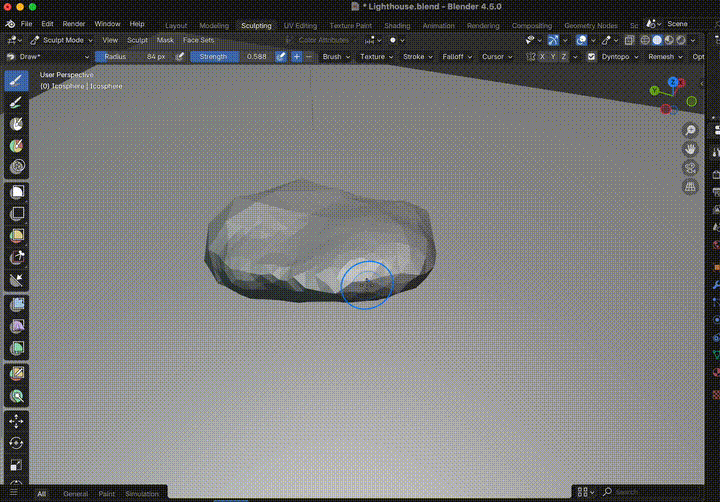 * Lighthouse.blend - Blender 4.5.0
File Edit Render Window Help Layout Modeling Sculpting UV Editing Texture Paint Shading Animation Rendering Compositing Geometry Nodes Scene
Sculpt Mode View Sculpt Mask Face Sets Color Attributes
Draw* Radius 84 px Strength 0.588 Brush Texture Stroke Falloff Cursor X Y Z Dyntopo Remesh Opt
User Perspective
(0) Icosphere | Icosphere
Z
X
Y
All General Paint Simulation Search